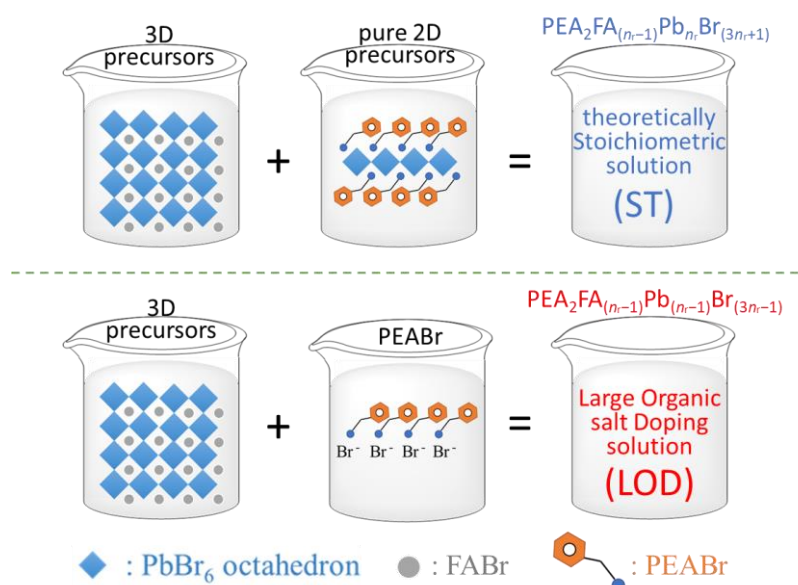 3D
precursors
pure 2D
precursors
PEA₂FA₍ₙᵣ₋₁₎PbₙᵣBr₍₃ₙᵣ₊₁₎
+
=
theoretically
Stoichiometric
solution
(ST)
3D
precursors
PEABr
PEA₂FA₍ₙᵣ₋₁₎Pb₍ₙᵣ₋₁₎Br₍₃ₙᵣ₋₁₎
+
Br⁻ Br⁻ Br⁻ Br⁻
=
Large Organic
salt Doping
solution
(LOD)
: PbBr₆ octahedron : FABr : PEABr